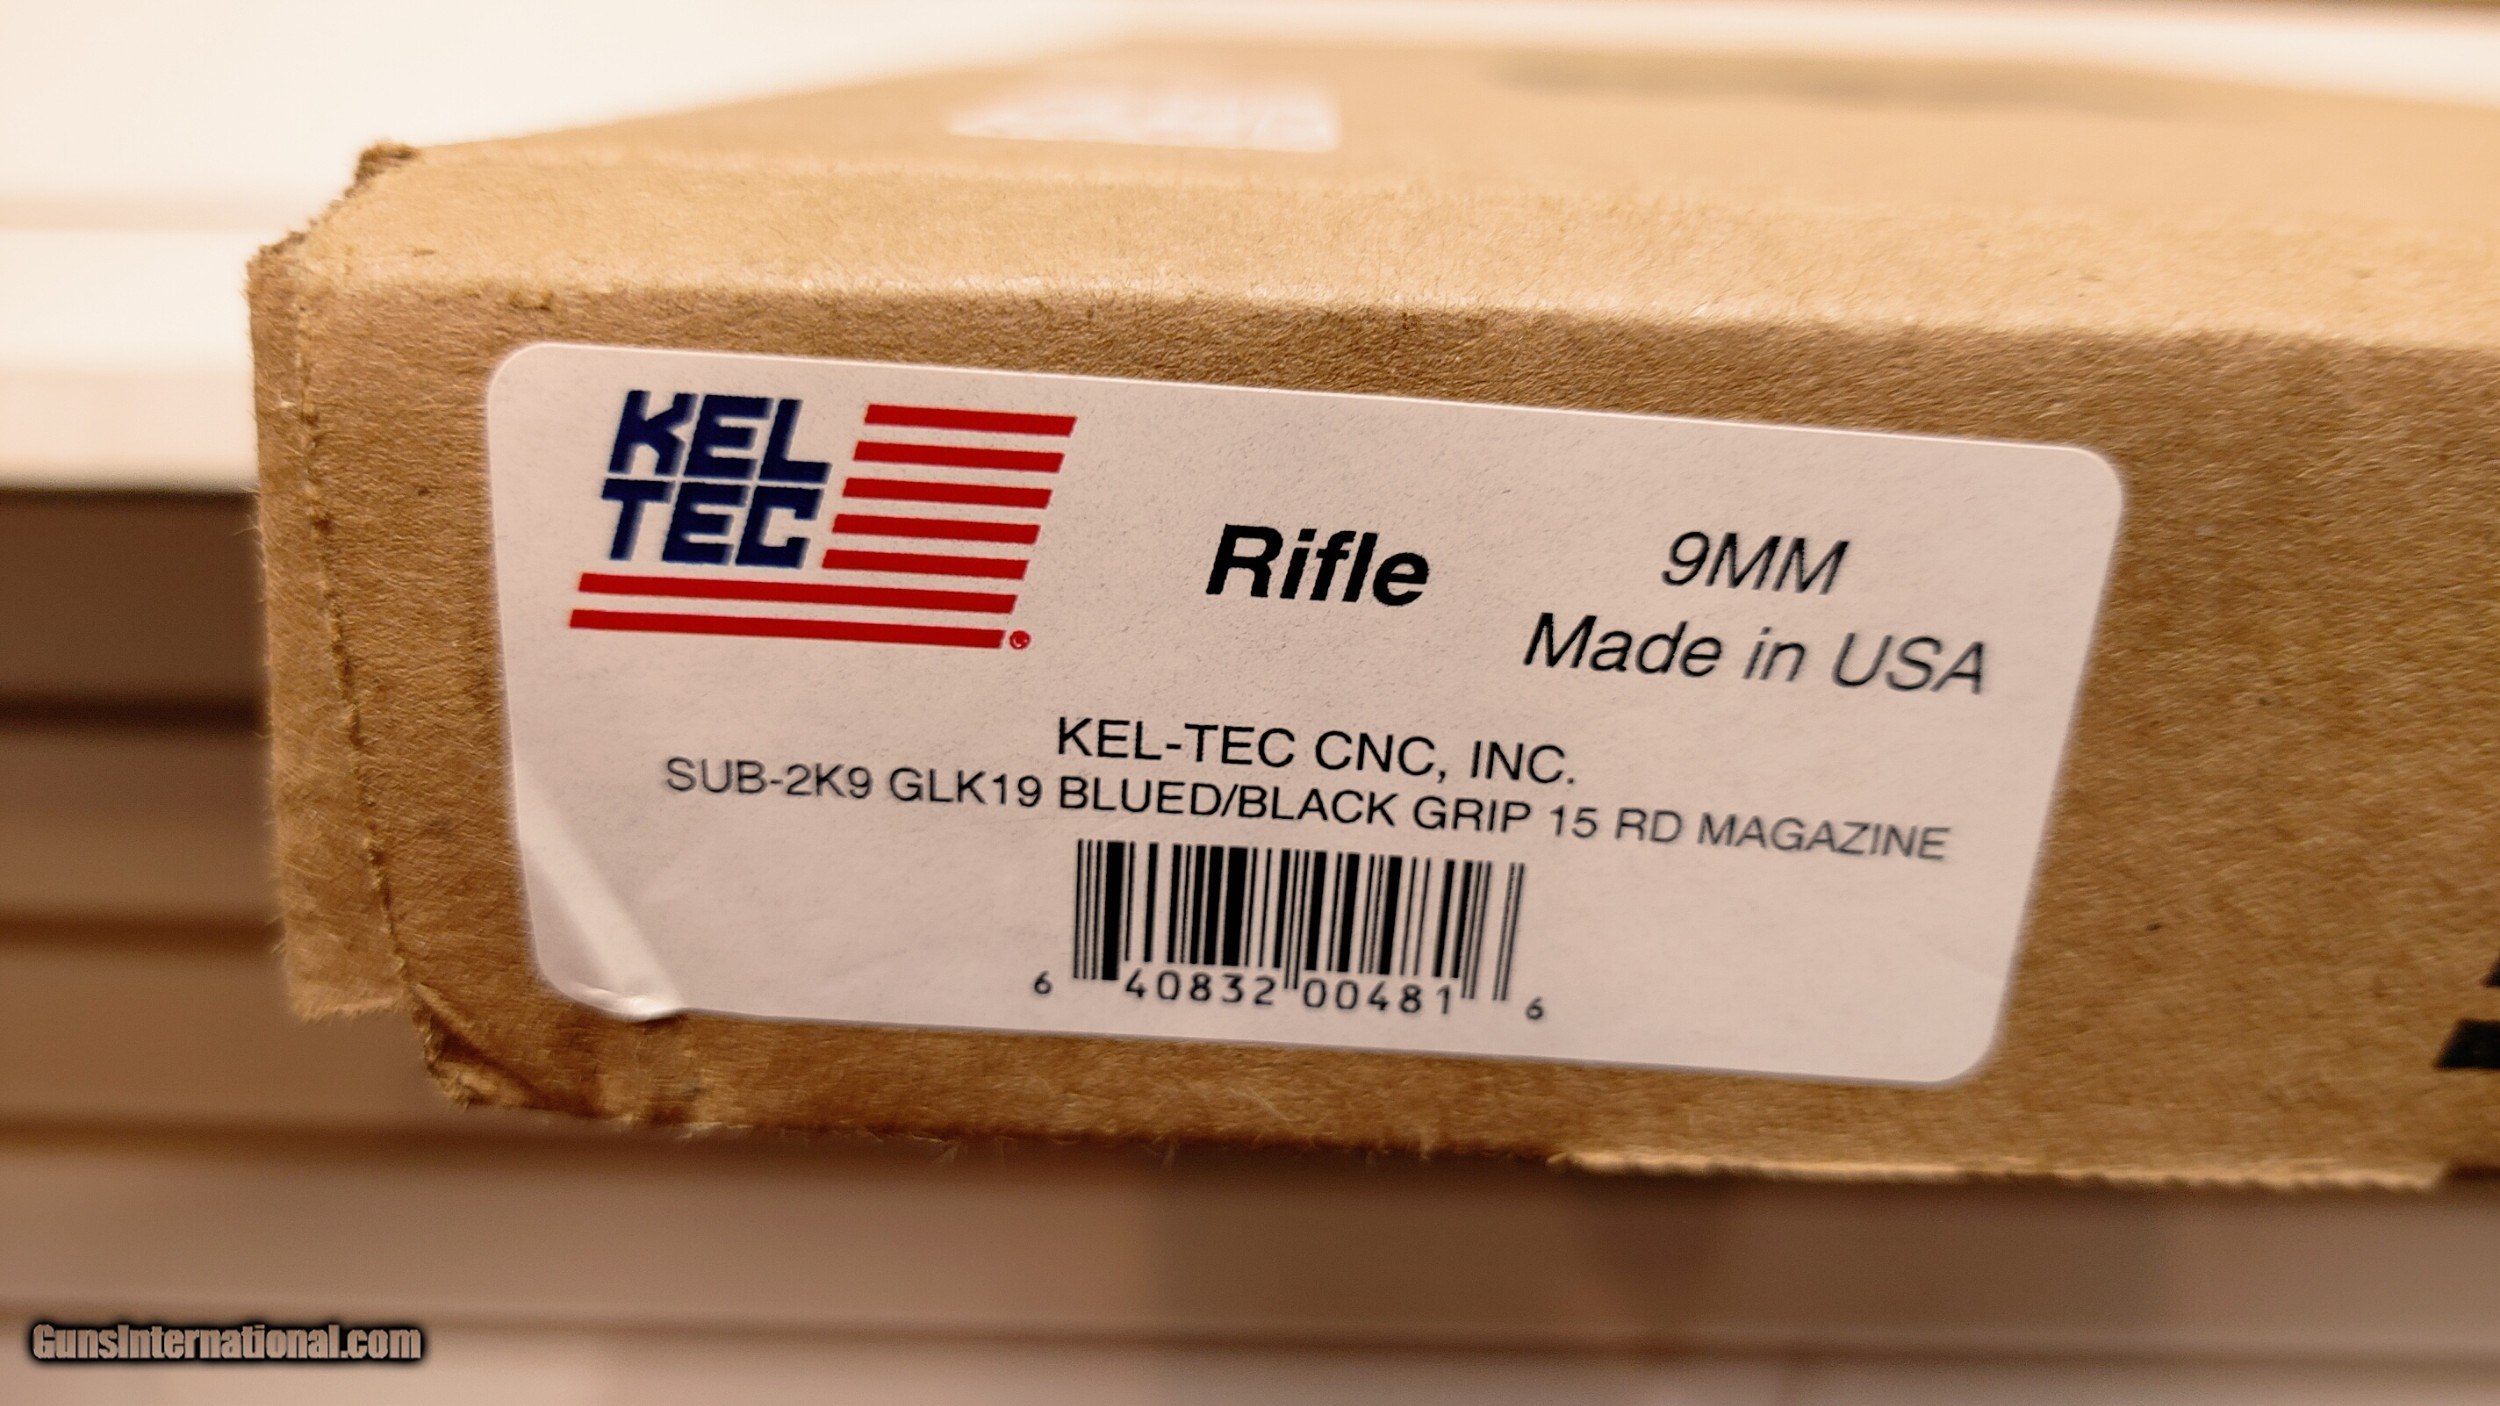 KEL
TEC
Rifle
9MM
Made in USA
KEL-TEC CNC, INC.
SUB-2K9 GLK19 BLUED/BLACK GRIP 15 RD MAGAZINE
6 40832 00481 6
GunsInternational.com